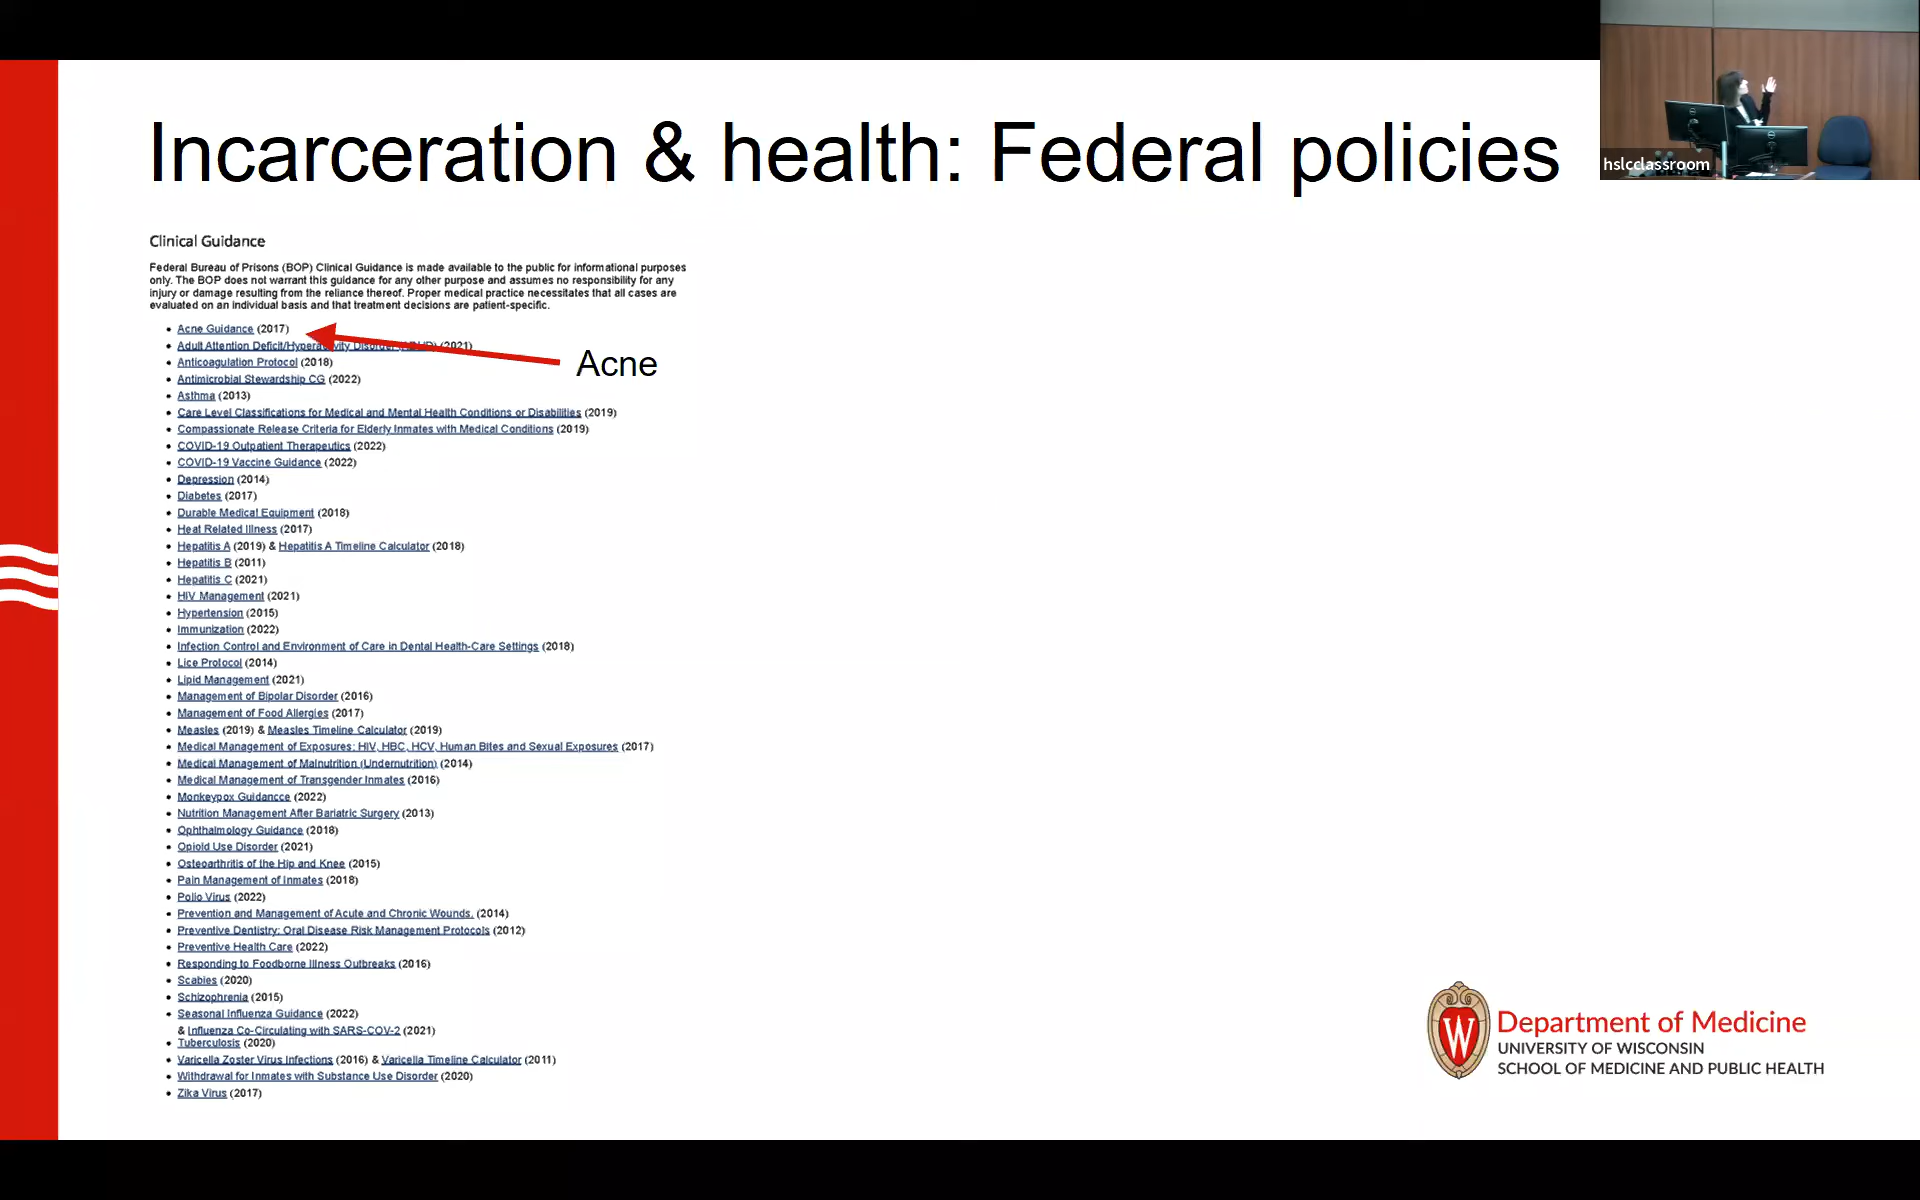 Incarceration & health: Federal policies
hslcclassroom
Clinical Guidance
Federal Bureau of Prisons (BOP) Clinical Guidance is made available to the public for informational purposes
only. The BOP does not warrant this guidance for any other purpose and assumes no responsibility for any
injury or damage resulting from the reliance thereof. Proper medical practice necessitates that all cases are
evaluated on an individual basis and that treatment decisions are patient-specific.
• Acne Guidance (2017)
• Adult Attention Deficit/Hyperactivity Disorder (ADHD) (2021)
Acne
• Anticoagulation Protocol (2018)
• Antimicrobial Stewardship CG (2022)
• Asthma (2013)
• Care Level Classifications for Medical and Mental Health Conditions or Disabilities (2019)
• Compassionate Release Criteria for Elderly Inmates with Medical Conditions (2019)
• COVID-19 Outpatient Therapeutics (2022)
• COVID-19 Vaccine Guidance (2022)
• Depression (2014)
• Diabetes (2017)
• Durable Medical Equipment (2018)
• Heat Related Illness (2017)
• Hepatitis A (2019) & Hepatitis A Timeline Calculator (2018)
• Hepatitis B (2011)
• Hepatitis C (2021)
• HIV Management (2021)
• Hypertension (2015)
• Immunization (2022)
• Infection Control and Environment of Care in Dental Health-Care Settings (2018)
• Lice Protocol (2014)
• Lipid Management (2021)
• Management of Bipolar Disorder (2016)
• Management of Food Allergies (2017)
• Measles (2019) & Measles Timeline Calculator (2019)
• Medical Management of Exposures: HIV, HBC, HCV, Human Bites and Sexual Exposures (2017)
• Medical Management of Malnutrition (Undernutrition) (2014)
• Medical Management of Transgender Inmates (2016)
• Monkeypox Guidancce (2022)
• Nutrition Management After Bariatric Surgery (2013)
• Ophthalmology Guidance (2018)
• Opioid Use Disorder (2021)
• Osteoarthritis of the Hip and Knee (2015)
• Pain Management of Inmates (2018)
• Polio Virus (2022)
• Prevention and Management of Acute and Chronic Wounds. (2014)
• Preventive Dentistry: Oral Disease Risk Management Protocols (2012)
• Preventive Health Care (2022)
• Responding to Foodborne Illness Outbreaks (2016)
• Scabies (2020)
• Schizophrenia (2015)
• Seasonal Influenza Guidance (2022)
& Influenza Co-Circulating with SARS-COV-2 (2021)
• Tuberculosis (2020)
• Varicella Zoster Virus Infections (2016) & Varicella Timeline Calculator (2011)
• Withdrawal for Inmates with Substance Use Disorder (2020)
• Zika Virus (2017)
W
Department of Medicine
UNIVERSITY OF WISCONSIN
SCHOOL OF MEDICINE AND PUBLIC HEALTH